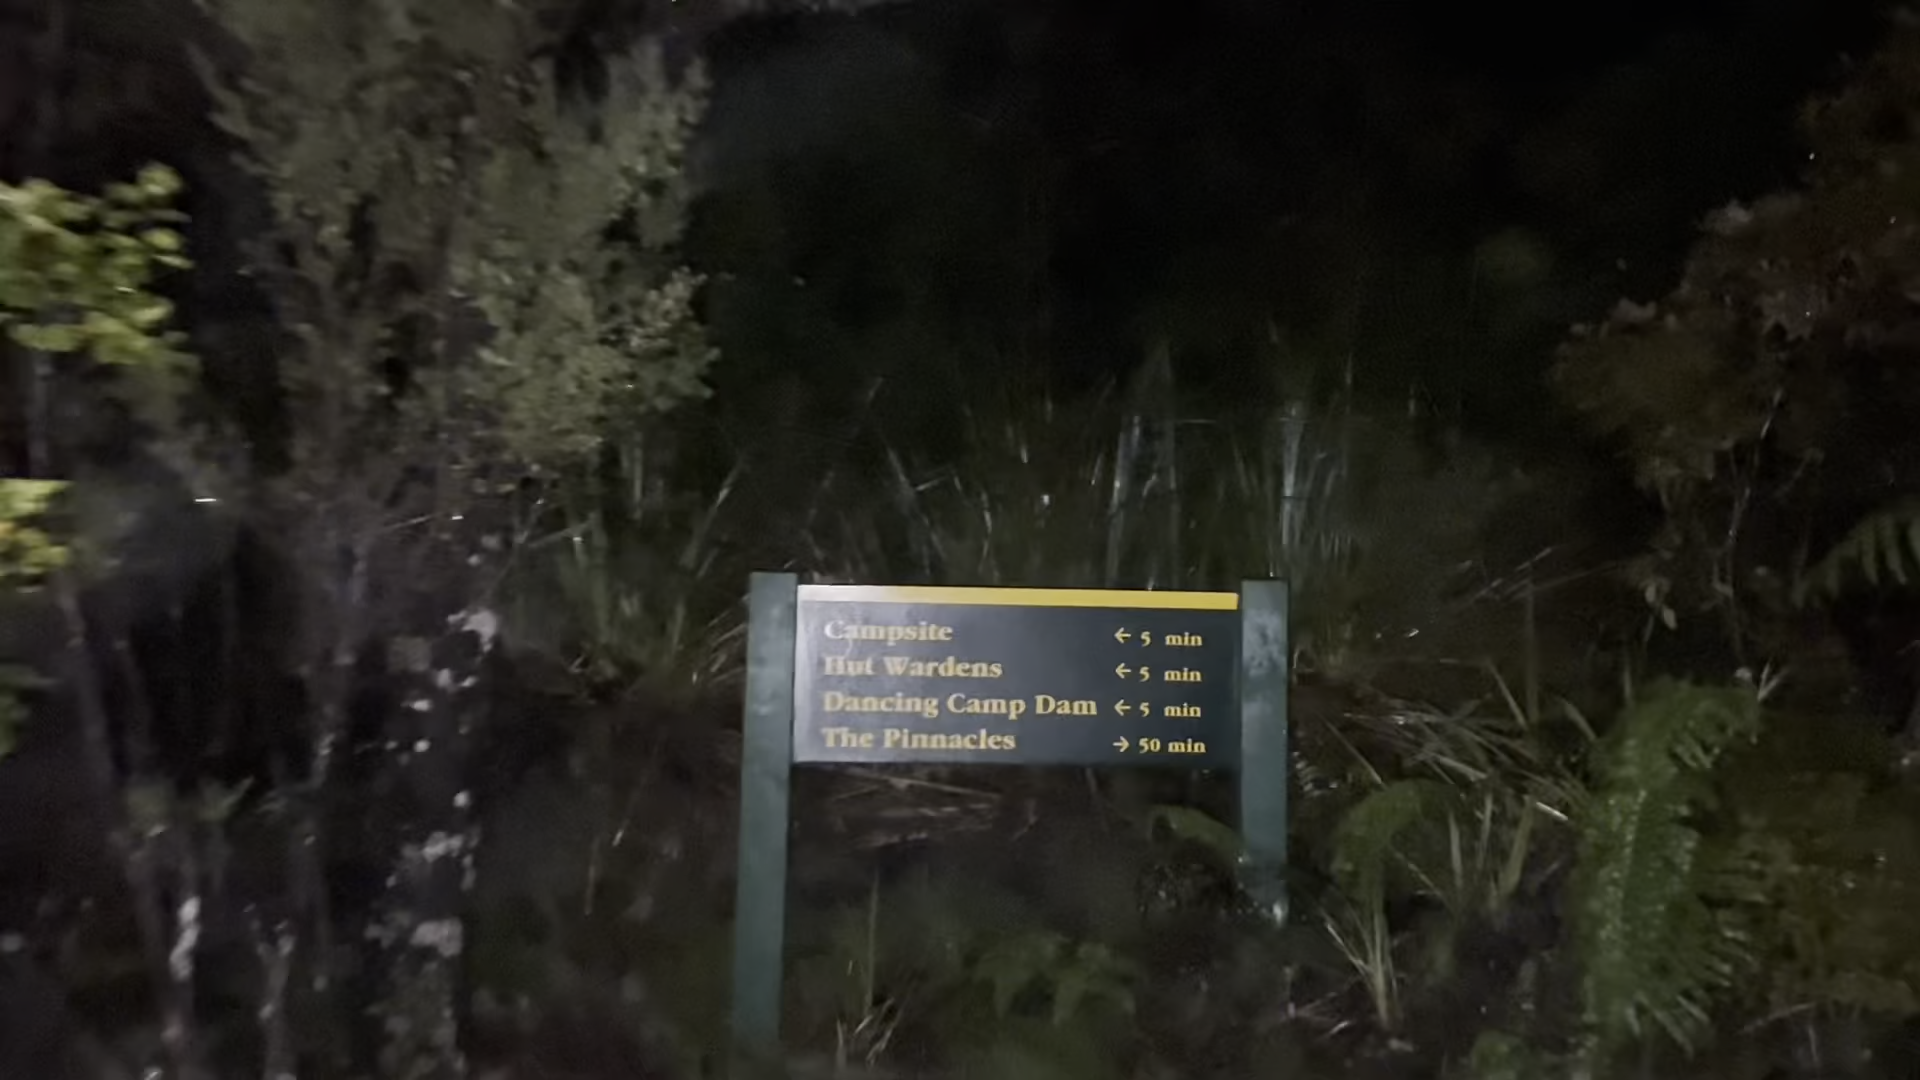 Campsite ← 5 min
Hut Wardens ← 5 min
Dancing Camp Dam ← 5 min
The Pinnacles → 50 min